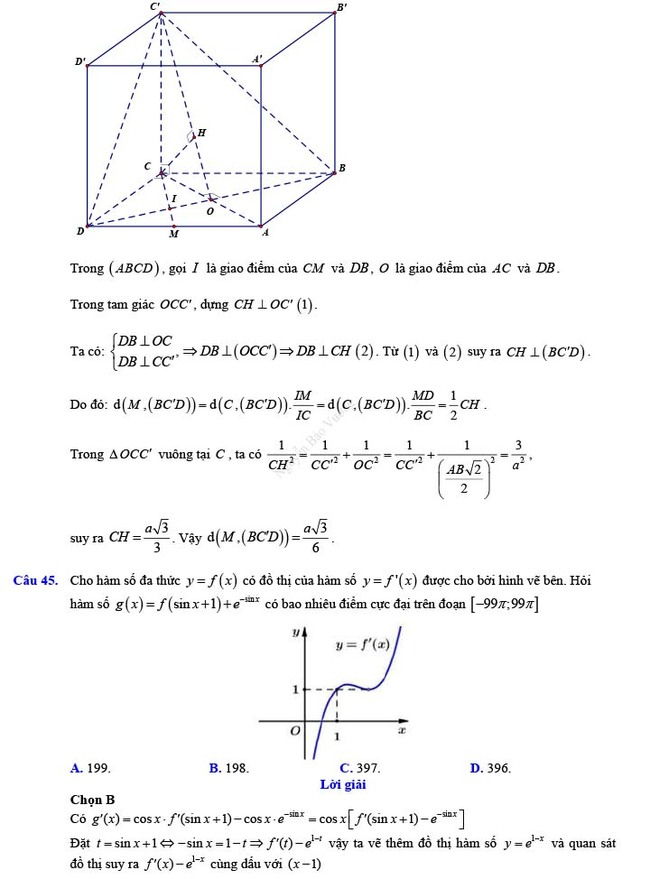 C'
B'
D'
A'
H
C
B
I
O
D
M
A
Trong (ABCD), gọi I là giao điểm của CM và DB, O là giao điểm của AC và DB.
Trong tam giác OCC', dựng CH ⊥ OC' (1).
Ta có: {DB ⊥ OC; DB ⊥ CC'}, ⇒ DB ⊥ (OCC') ⇒ DB ⊥ CH (2). Từ (1) và (2) suy ra CH ⊥ (BC'D).
Do đó: d(M,(BC'D)) = d(C,(BC'D)).IM/IC = d(C,(BC'D)).MD/BC = 1/2 CH.
Trong ΔOCC' vuông tại C, ta có 1/CH² = 1/CC'² + 1/OC² = 1/CC'² + 1/(AB√2/2)² = 3/a²,
suy ra CH = a√3/3. Vậy d(M,(BC'D)) = a√3/6.
Câu 45. Cho hàm số đa thức y = f(x) có đồ thị của hàm số y = f'(x) được cho bởi hình vẽ bên. Hỏi
hàm số g(x) = f(sin x+1)+e^(−sin x) có bao nhiêu điểm cực đại trên đoạn [−99π;99π]
y
y = f'(x)
1
O
1
x
A. 199. B. 198. C. 397. D. 396.
Lời giải
Chọn B
Có g'(x) = cos x · f'(sin x+1) − cos x · e^(−sin x) = cos x[f'(sin x+1) − e^(−sin x)]
Đặt t = sin x+1 ⇔ −sin x = 1−t ⇒ f'(t) − e^(1−t) vậy ta vẽ thêm đồ thị hàm số y = e^(1−x) và quan sát
đồ thị suy ra f'(x) − e^(1−x) cùng dấu với (x−1)